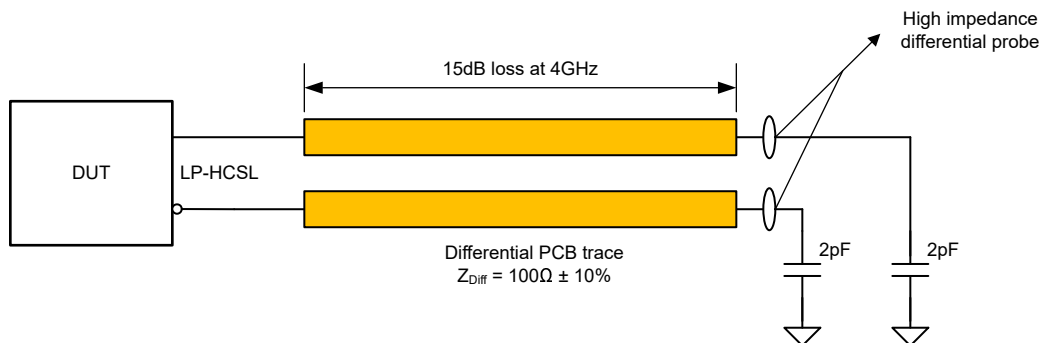 High impedance
differential probe
15dB loss at 4GHz
DUT
LP-HCSL
Differential PCB trace
Z_Diff = 100Ω ± 10%
2pF
2pF